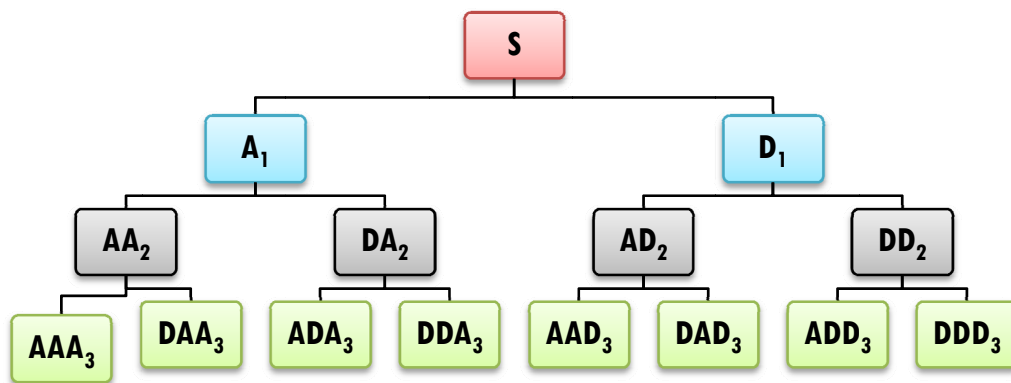 S
A₁
D₁
AA₂
DA₂
AD₂
DD₂
AAA₃
DAA₃
ADA₃
DDA₃
AAD₃
DAD₃
ADD₃
DDD₃